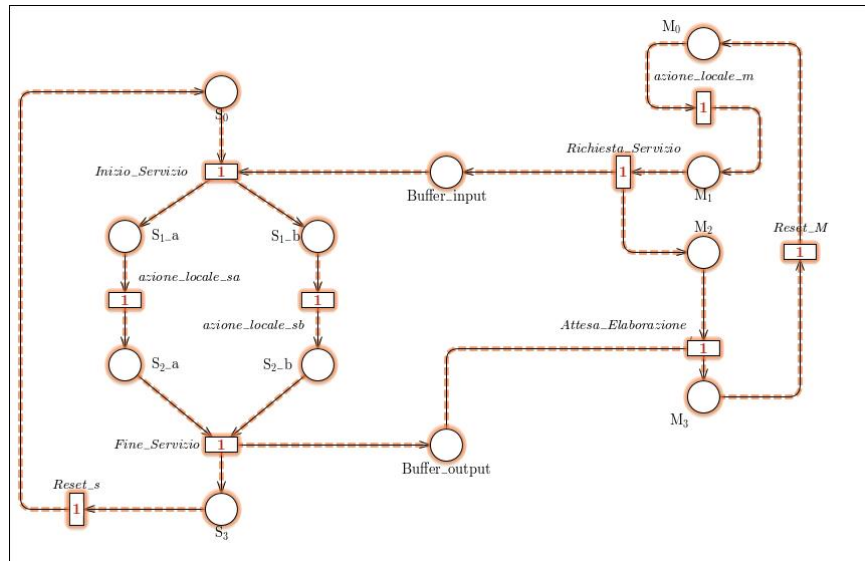 M₀
azione_locale_m
1
S₀
Richiesta_Servizio
Inizio_Servizio
1
1
Buffer_input
M₁
M₂
Reset_M
S₁_a
S₁_b
1
azione_locale_sa
1
1
azione_locale_sb
Attesa_Elaborazione
1
S₂_a
S₂_b
M₃
Fine_Servizio
1
Buffer_output
Reset_s
1
S₃